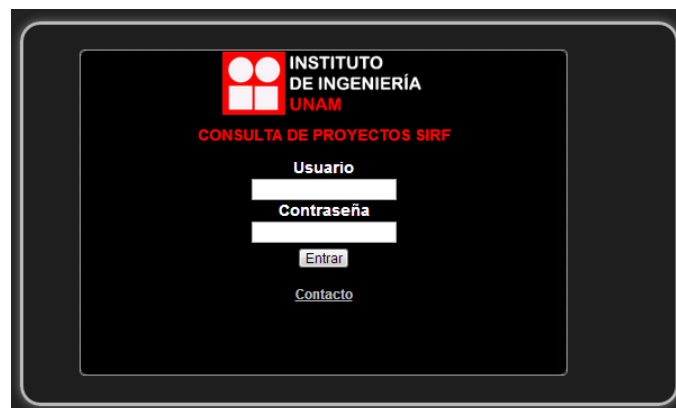 INSTITUTO
DE INGENIERÍA
UNAM
CONSULTA DE PROYECTOS SIRF
Usuario
Contraseña
Entrar
Contacto